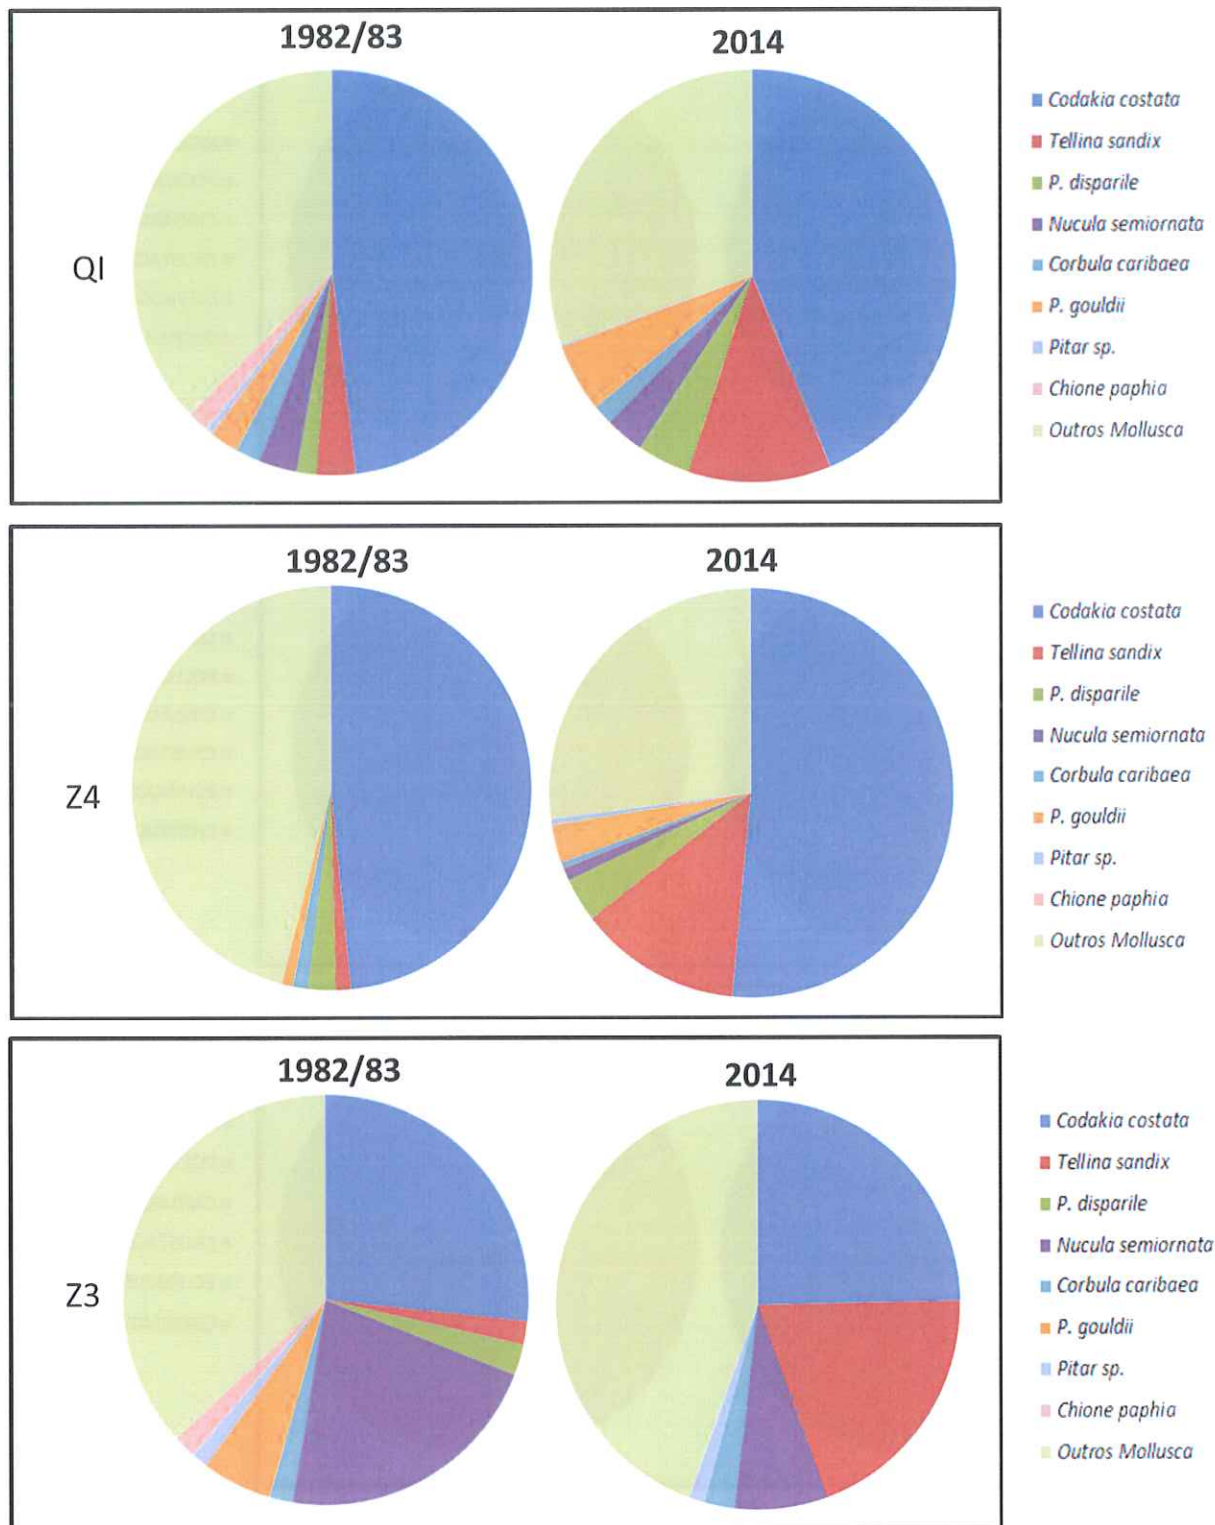 1982/83
2014
QI
Codakia costata
Tellina sandix
P. disparile
Nucula semiornata
Corbula caribaea
P. gouldii
Pitar sp.
Chione paphia
Outros Mollusca
1982/83
2014
Z4
Codakia costata
Tellina sandix
P. disparile
Nucula semiornata
Corbula caribaea
P. gouldii
Pitar sp.
Chione paphia
Outros Mollusca
1982/83
2014
Z3
Codakia costata
Tellina sandix
P. disparile
Nucula semiornata
Corbula caribaea
P. gouldii
Pitar sp.
Chione paphia
Outros Mollusca